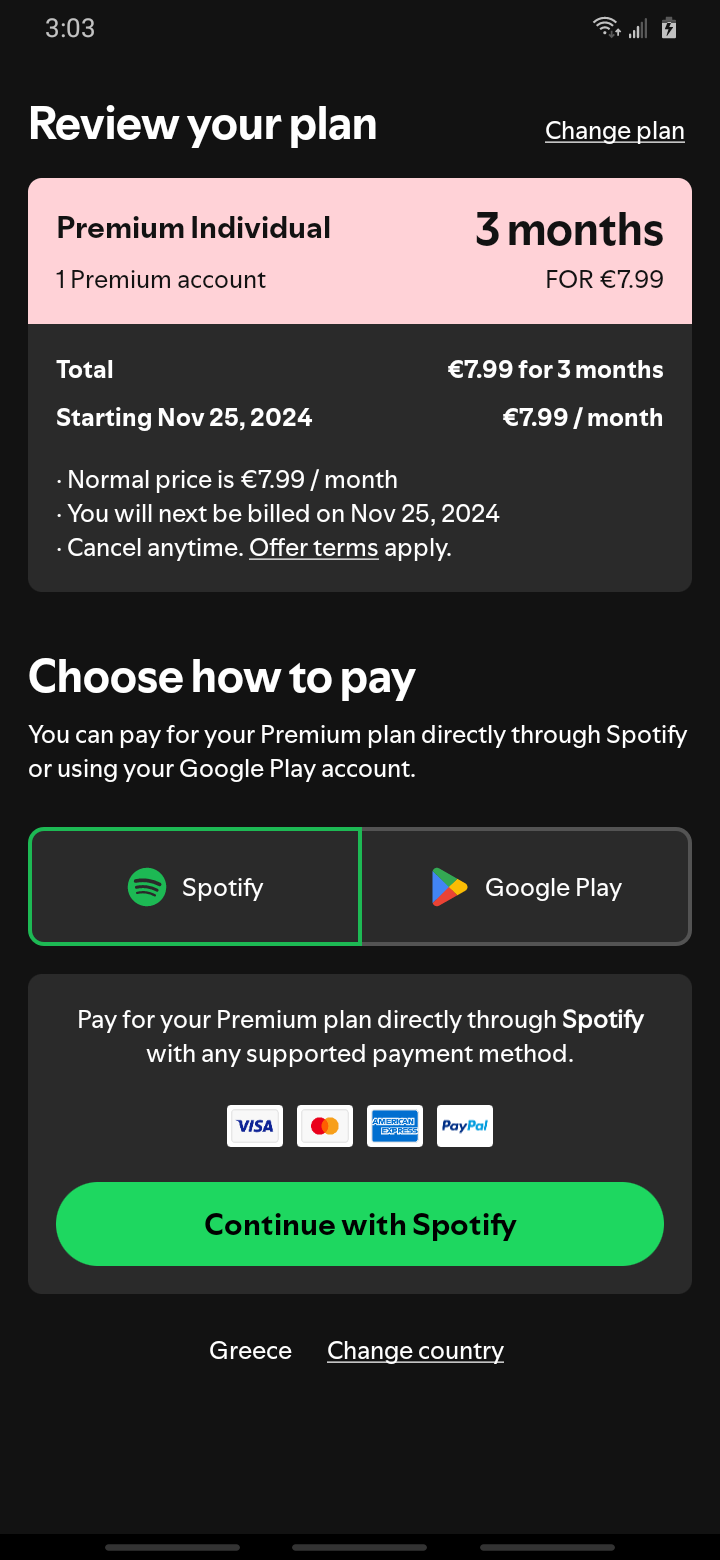 3:03
Review your plan
Change plan
Premium Individual
3 months
1 Premium account
FOR €7.99
Total
€7.99 for 3 months
Starting Nov 25, 2024
€7.99 / month
· Normal price is €7.99 / month
· You will next be billed on Nov 25, 2024
· Cancel anytime. Offer terms apply.
Choose how to pay
You can pay for your Premium plan directly through Spotify
or using your Google Play account.
Spotify
Google Play
Pay for your Premium plan directly through Spotify
with any supported payment method.
VISA
AMERICAN
EXPRESS
PayPal
Continue with Spotify
Greece
Change country